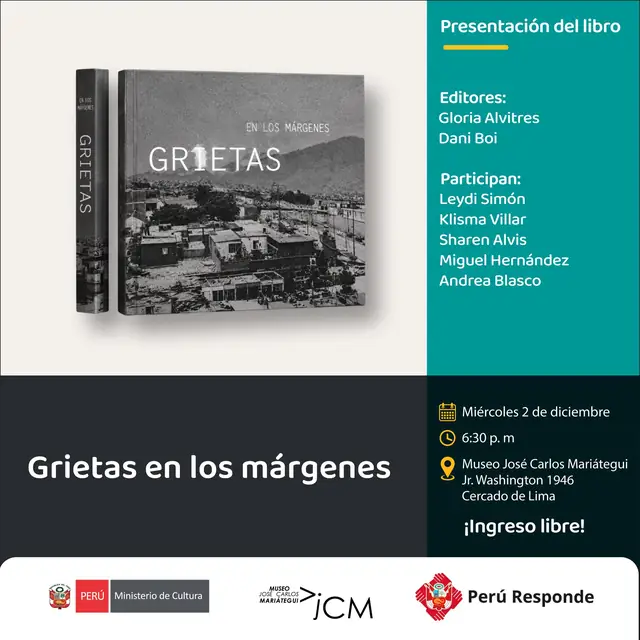 Presentación del libro
Editores:
Gloria Alvitres
Dani Boi
Participan:
Leydi Simón
Klisma Villar
Sharen Alvis
Miguel Hernández
Andrea Blasco
EN LOS
MÁRGENES
GRIETAS
EN LOS MÁRGENES
GRIETAS
Grietas en los márgenes
Miércoles 2 de diciembre
6:30 p. m
Museo José Carlos Mariátegui
Jr. Washington 1946
Cercado de Lima
¡Ingreso libre!
PERÚ Ministerio de Cultura
MUSEO
JOSÉ CARLOS
MARIÁTEGUI
jCM
Perú Responde